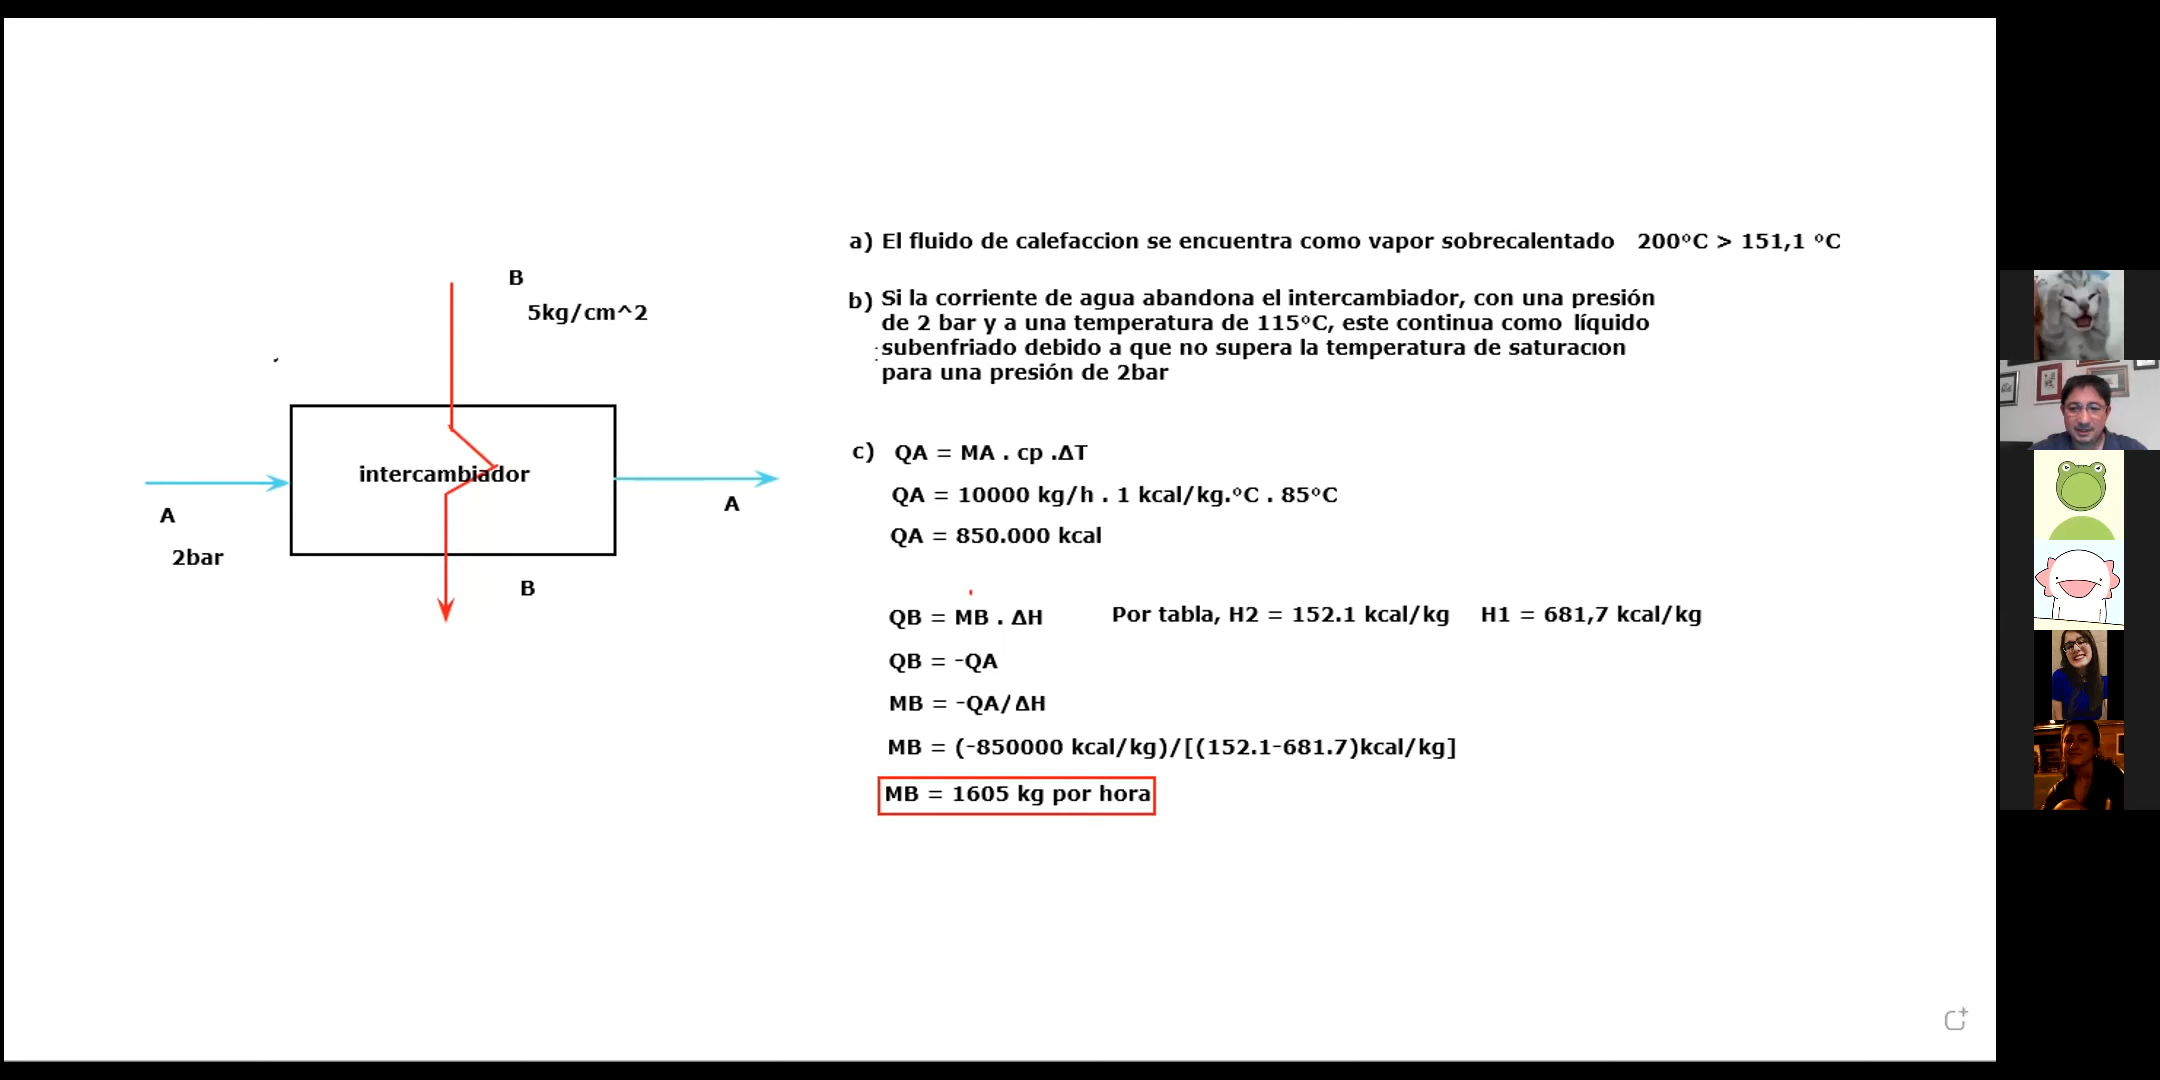 B
5kg/cm^2
intercambiador
A
2bar
A
B
a) El fluido de calefaccion se encuentra como vapor sobrecalentado 200ºC > 151,1 ºC
b) Si la corriente de agua abandona el intercambiador, con una presión
de 2 bar y a una temperatura de 115ºC, este continua como líquido
subenfriado debido a que no supera la temperatura de saturacıon
para una presión de 2bar
c) QA = MA . cp .ΔT
QA = 10000 kg/h . 1 kcal/kg.ºC . 85ºC
QA = 850.000 kcal
QB = MB . ΔH Por tabla, H2 = 152.1 kcal/kg H1 = 681,7 kcal/kg
QB = -QA
MB = -QA/ΔH
MB = (-850000 kcal/kg)/[(152.1-681.7)kcal/kg]
MB = 1605 kg por hora